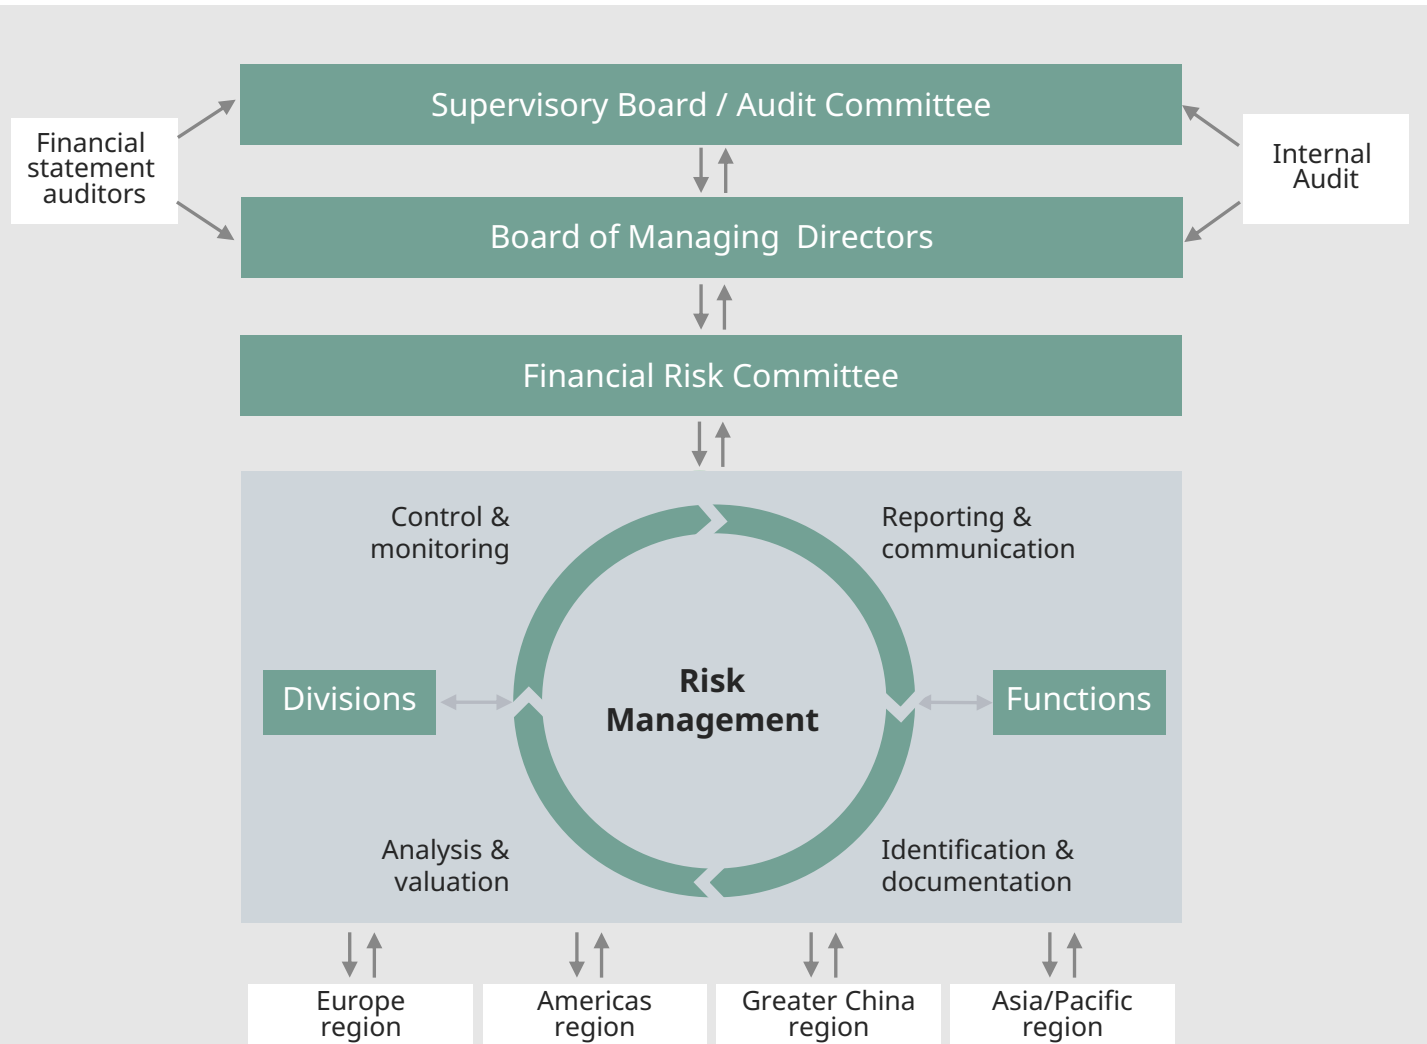 Supervisory Board / Audit Committee
Financial
statement
auditors
Internal
Audit
Board of Managing Directors
Financial Risk Committee
Control &
monitoring
Reporting &
communication
Divisions
Risk
Management
Functions
Analysis &
valuation
Identification &
documentation
Europe
region
Americas
region
Greater China
region
Asia/Pacific
region